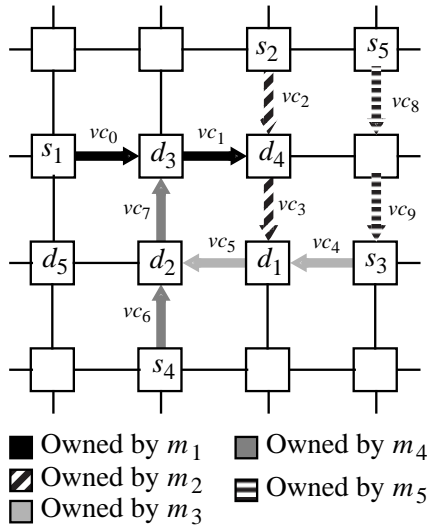 s2 s5
vc2 vc8
s1 vc0 d3 vc1 d4
vc7 vc3 vc9
d5 d2 vc5 d1 vc4 s3
vc6
s4
Owned by m1 Owned by m4
Owned by m2 Owned by m5
Owned by m3